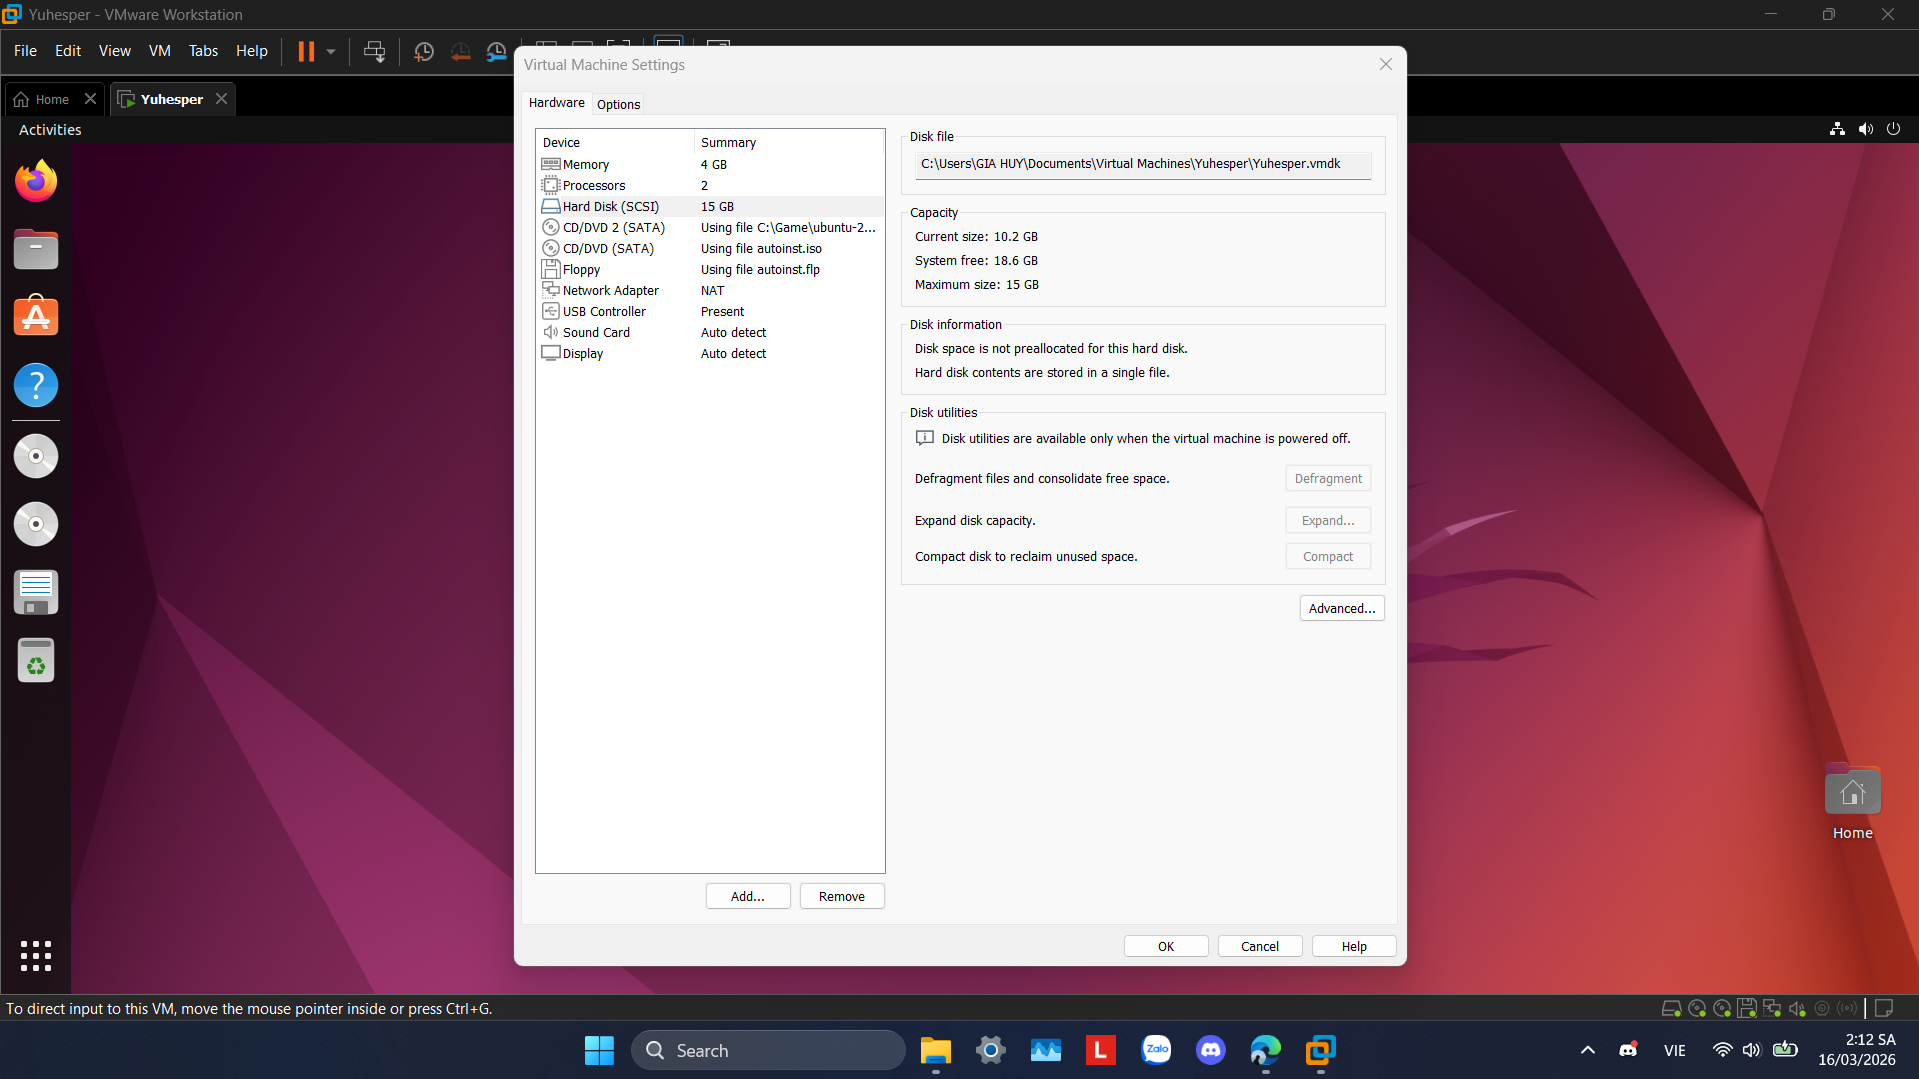 Yuhesper - VMware Workstation
File Edit View VM Tabs Help
Home Yuhesper
Activities
Virtual Machine Settings
Hardware Options
Device Summary
Memory 4 GB
Processors 2
Hard Disk (SCSI) 15 GB
CD/DVD 2 (SATA) Using file C:\Game\ubuntu-2...
CD/DVD (SATA) Using file autoinst.iso
Floppy Using file autoinst.flp
Network Adapter NAT
USB Controller Present
Sound Card Auto detect
Display Auto detect
Add... Remove
Disk file
C:\Users\GIA HUY\Documents\Virtual Machines\Yuhesper\Yuhesper.vmdk
Capacity
Current size: 10.2 GB
System free: 18.6 GB
Maximum size: 15 GB
Disk information
Disk space is not preallocated for this hard disk.
Hard disk contents are stored in a single file.
Disk utilities
Disk utilities are available only when the virtual machine is powered off.
Defragment files and consolidate free space. Defragment
Expand disk capacity. Expand...
Compact disk to reclaim unused space. Compact
Advanced...
OK Cancel Help
Home
To direct input to this VM, move the mouse pointer inside or press Ctrl+G.
Search
L
Zalo
VIE
2:12 SA
16/03/2026